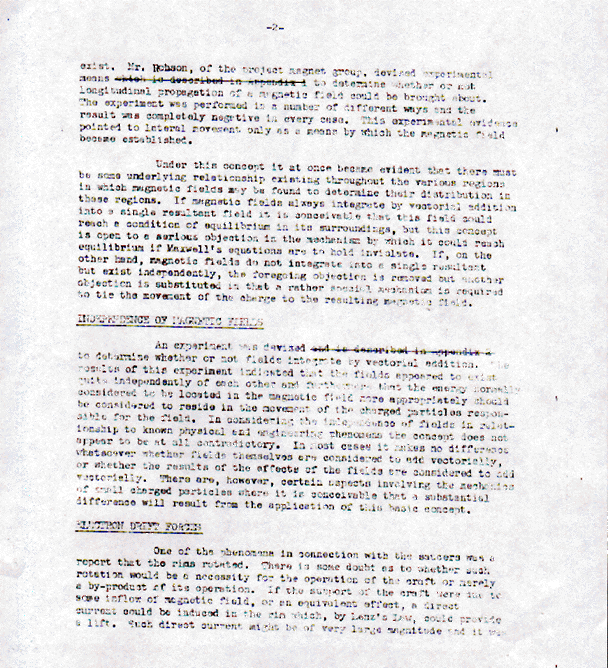 -2-
exist. Mr. Robson, of the project magnet group, devised experimental
means which is described in Appendix 1 to determine whether or not
longitudinal propagation of a magnetic field could be brought about.
The experiment was performed in a number of different ways and the
result was completely negative in every case. This experimental evidence
pointed to lateral movement only as a means by which the magnetic field
became established.
Under this concept it at once became evident that there must
be some underlying relationship existing throughout the various regions
in which magnetic fields may be found to determine their distribution in
these regions. If magnetic fields always integrate by vectorial addition
into a single resultant field it is conceivable that this field could
reach a condition of equilibrium in its surroundings, but this concept
is open to a serious objection in the mechanism by which it could reach
equilibrium if Maxwell's equations are to hold inviolate. If, on the
other hand, magnetic fields do not integrate into a single resultant
but exist independently, the foregoing objection is removed but another
objection is substituted in that a rather special mechanism is required
to tie the movement of the charge to the resulting magnetic field.
INDEPENDENCE OF MAGNETIC FIELDS
An experiment was devised and is described in appendix
to determine whether or not fields integrate by vectorial addition. The
results of this experiment indicated that the fields appeared to exist
quite independently of each other and furthermore that the energy normally
considered to be located in the magnetic field more appropriately should
be considered to reside in the movement of the charged particles respon-
sible for the field. In considering the independence of fields in relat-
ionship to known physical and engineering phenomena the concept does not
appear to be at all contradictory. In most cases it makes no difference
whatsoever whether fields themselves are considered to add vectorially,
or whether the results of the effects of the fields are considered to add
vectorially. There are, however, certain aspects involving the mechanics
of small charged particles where it is conceivable that a substantial
difference will result from the application of this basic concept.
ELECTRON DRIFT FORCES
One of the phenomena in connection with the saucers was a
report that the rims rotated. There is some doubt as to whether such
rotation would be a necessity for the operation of the craft or merely
a by-product of its operation. If the support of the craft were due to
some inflow of magnetic field, or an equivalent effect, a direct
current could be induced in the rim which, by Lenz's Law, could provide
a lift. Such direct current might be of very large magnitude and it was